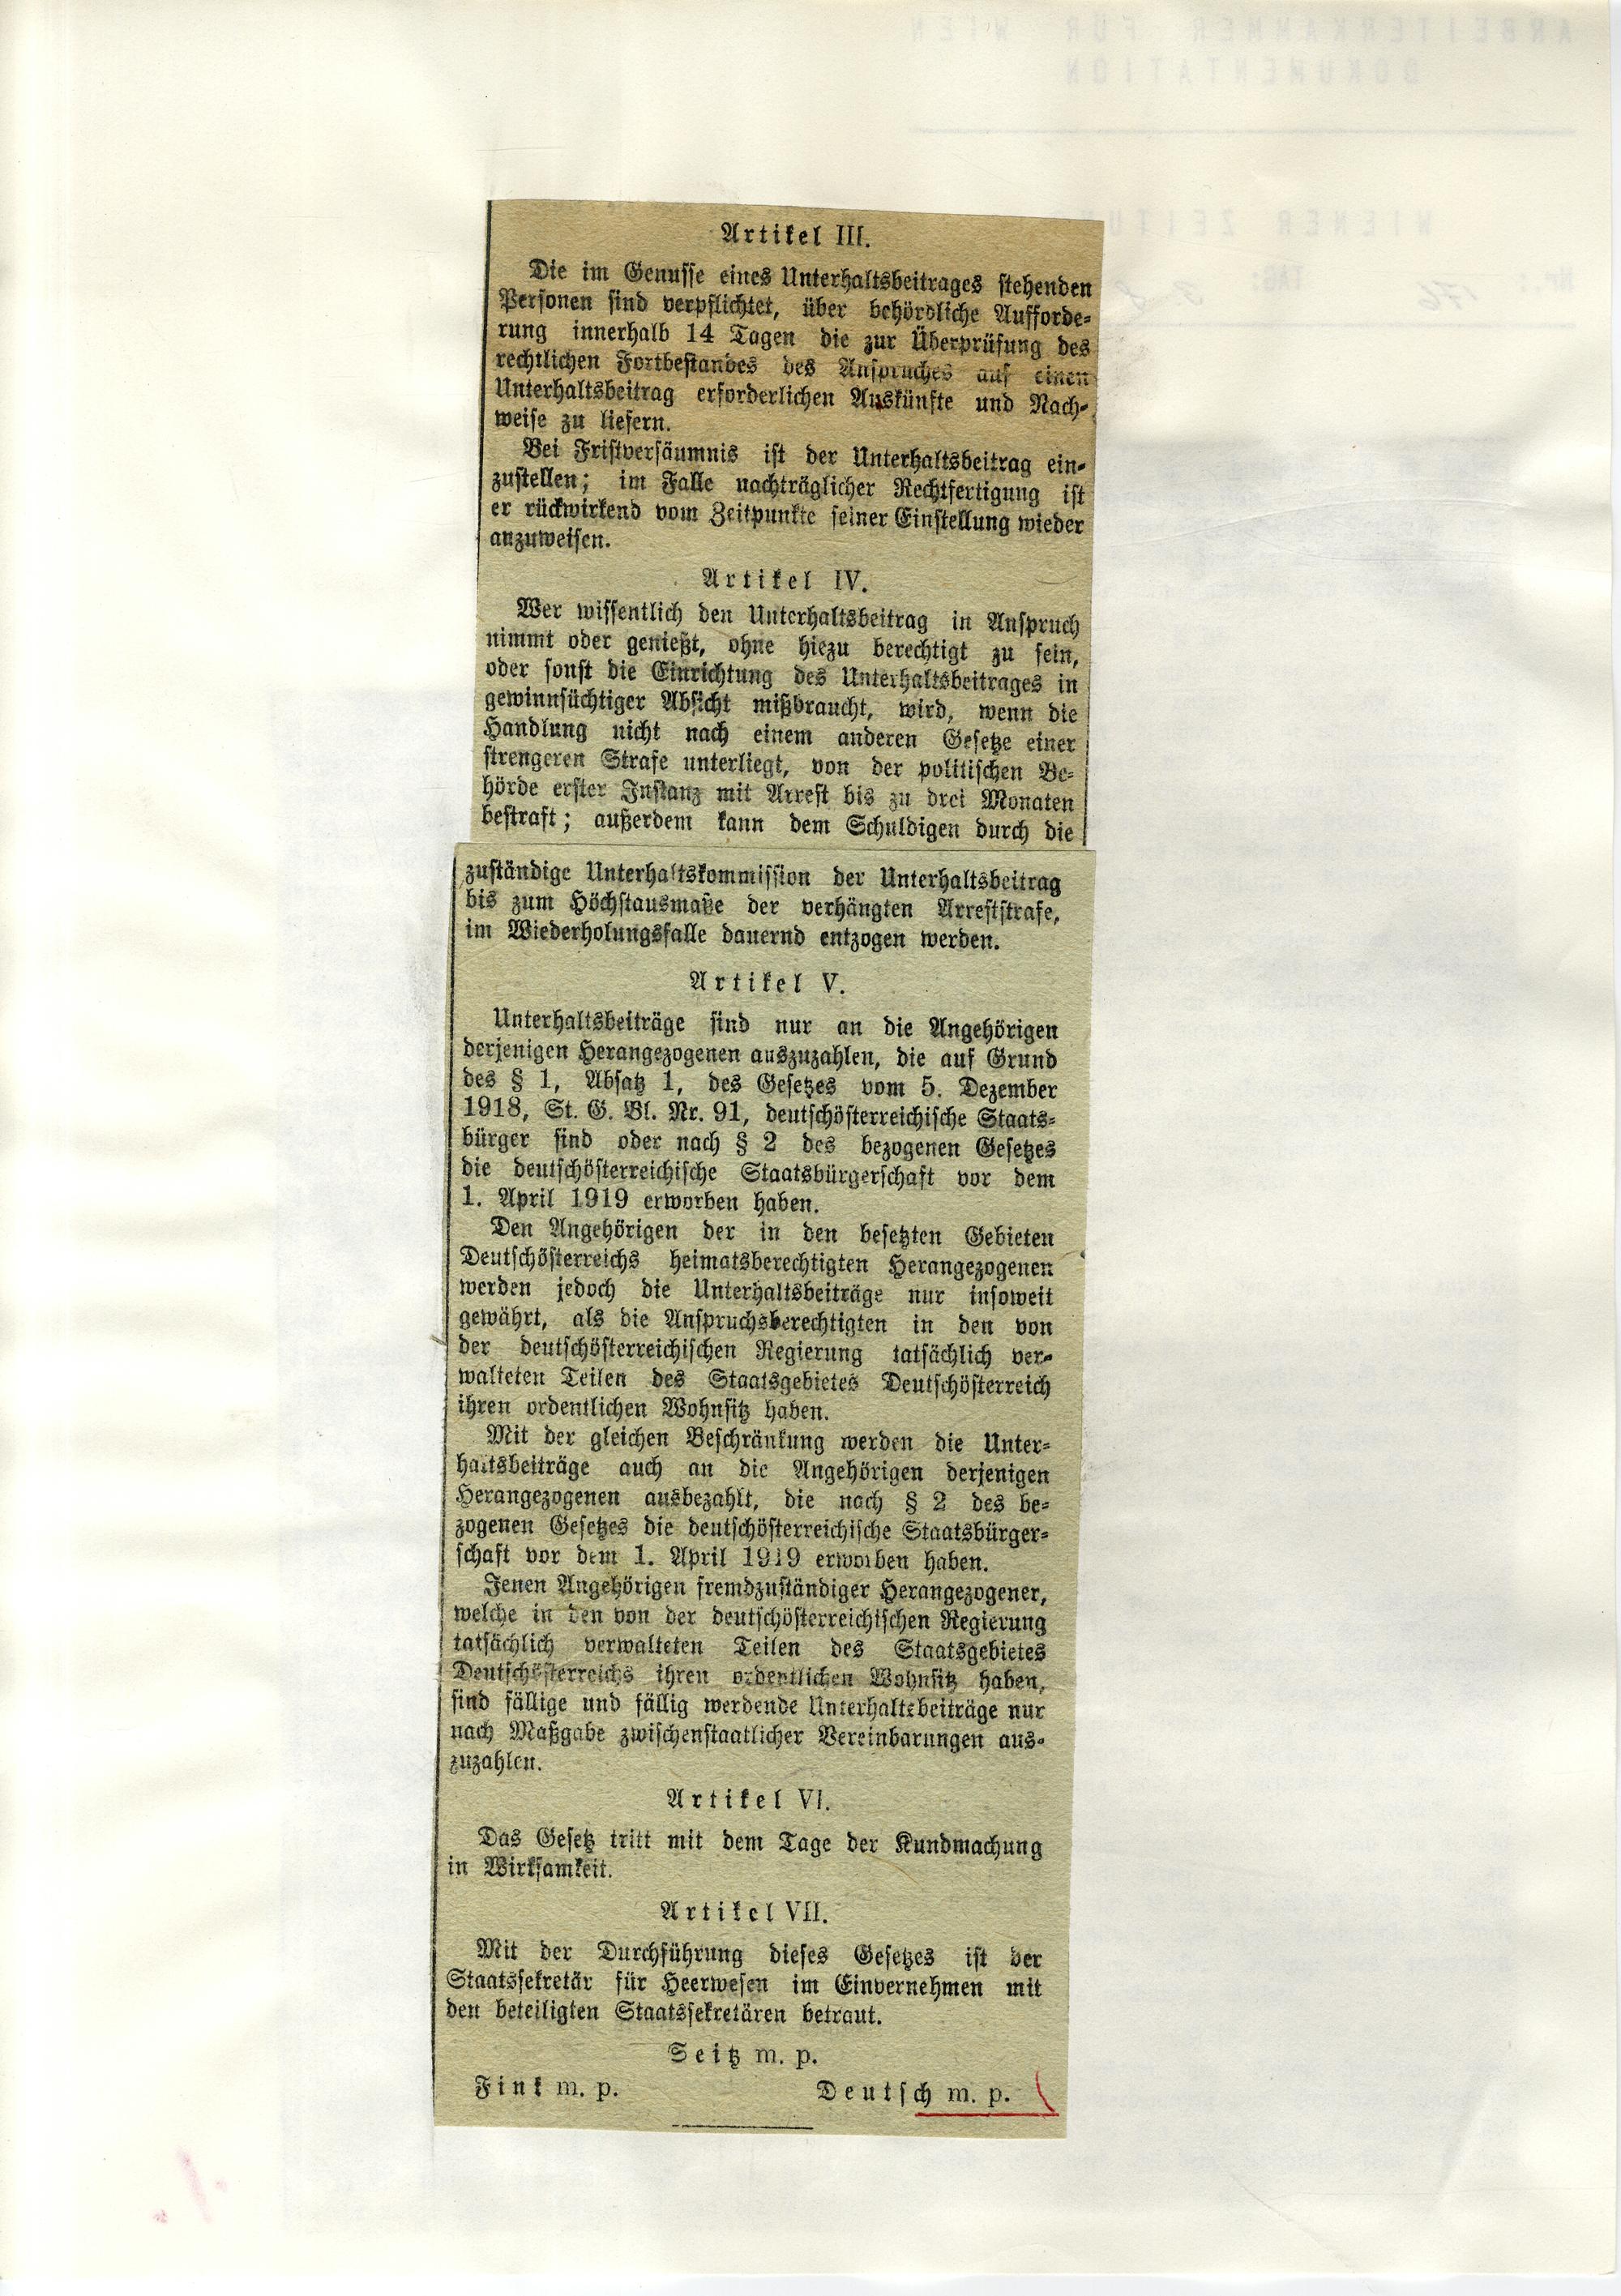 Artikel III.
Die im Genusse eines Unterhaltsbeitrages stehenden
Personen sind verpflichtet, über behördliche Aufforde-
rung innerhalb 14 Tagen die zur Überprüfung des
rechtlichen Fortbestandes des Anspruches auf einen
Unterhaltsbeitrag erforderlichen Auskünfte und Nach-
weise zu liefern.
Bei Fristversäumnis ist der Unterhaltsbeitrag ein-
zustellen; im Falle nachträglicher Rechtfertigung ist
er rückwirkend vom Zeitpunkte seiner Einstellung wieder
anzuweisen.
Artikel IV.
Wer wissentlich den Unterhaltsbeitrag in Anspruch
nimmt oder genießt, ohne hiezu berechtigt zu sein,
oder sonst die Einrichtung des Unterhaltsbeitrages in
gewinnsüchtiger Absicht mißbraucht, wird, wenn die
Handlung nicht nach einem anderen Gesetze einer
strengeren Strafe unterliegt, von der politischen Be-
hörde erster Instanz mit Arrest bis zu drei Monaten
bestraft; außerdem kann dem Schuldigen durch die
zuständige Unterhaltskommission der Unterhaltsbeitrag
bis zum Höchstausmaße der verhängten Arreststrafe,
im Wiederholungsfalle dauernd entzogen werden.
Artikel V.
Unterhaltsbeiträge sind nur an die Angehörigen
derjenigen Herangezogenen auszuzahlen, die auf Grund
des § 1, Absatz 1, des Gesetzes vom 5. Dezember
1918, St. G. Bl. Nr. 91, deutschösterreichische Staats-
bürger sind oder nach § 2 des bezogenen Gesetzes
die deutschösterreichische Staatsbürgerschaft vor dem
1. April 1919 erworben haben.
Den Angehörigen der in den besetzten Gebieten
Deutschösterreichs heimatsberechtigten Herangezogenen
werden jedoch die Unterhaltsbeiträge nur insoweit
gewährt, als die Anspruchsberechtigten in den von
der deutschösterreichischen Regierung tatsächlich ver-
walteten Teilen des Staatsgebietes Deutschösterreich
ihren ordentlichen Wohnsitz haben.
Mit der gleichen Beschränkung werden die Unter-
haltsbeiträge auch an die Angehörigen derjenigen
Herangezogenen ausbezahlt, die nach § 2 des be-
zogenen Gesetzes die deutschösterreichische Staatsbürger-
schaft vor dem 1. April 1919 erworben haben.
Jenen Angehörigen fremdzuständiger Herangezogener,
welche in den von der deutschösterreichischen Regierung
tatsächlich verwalteten Teilen des Staatsgebietes
Deutschösterreichs ihren ordentlichen Wohnsitz haben,
sind fällige und fällig werdende Unterhaltsbeiträge nur
nach Maßgabe zwischenstaatlicher Vereinbarungen aus-
zuzahlen.
Artikel VI.
Das Gesetz tritt mit dem Tage der Kundmachung
in Wirksamkeit.
Artikel VII.
Mit der Durchführung dieses Gesetzes ist der
Staatssekretär für Heerwesen im Einvernehmen mit
den beteiligten Staatssekretären betraut.
Seitz m. p.
Fink m. p. Deutsch m. p.